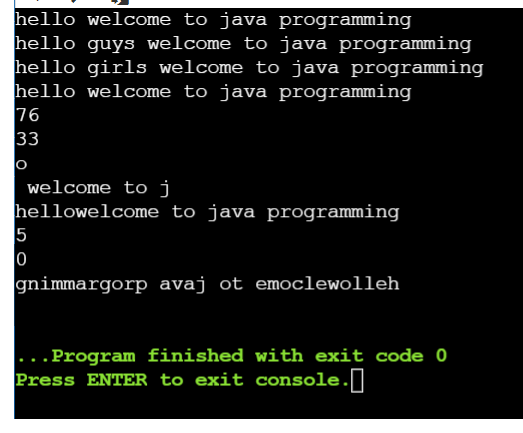 hello welcome to java programming
hello guys welcome to java programming
hello girls welcome to java programming
hello welcome to java programming
76
33
o
 welcome to j
hellowelcome to java programming
5
0
gnimmargorp avaj ot emoclewolleh
...Program finished with exit code 0
Press ENTER to exit console.